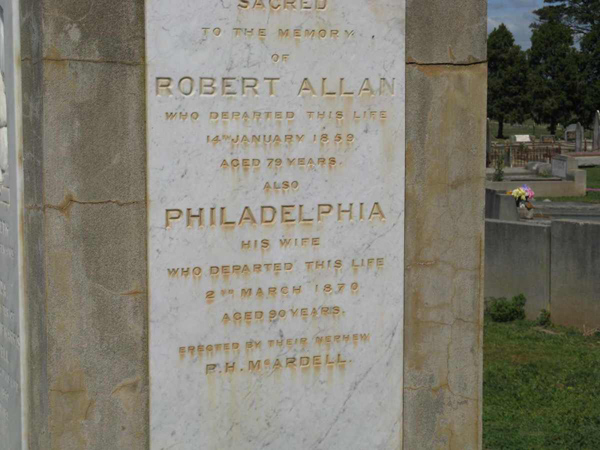 SACRED
TO THE MEMORY
OF
ROBERT ALLAN
WHO DEPARTED THIS LIFE
14TH JANUARY 1859
AGED 79 YEARS.
ALSO
PHILADELPHIA
HIS WIFE
WHO DEPARTED THIS LIFE
2ND MARCH 1870
AGED 90 YEARS.
ERECTED BY THEIR NEPHEW
P.H. McARDELL.